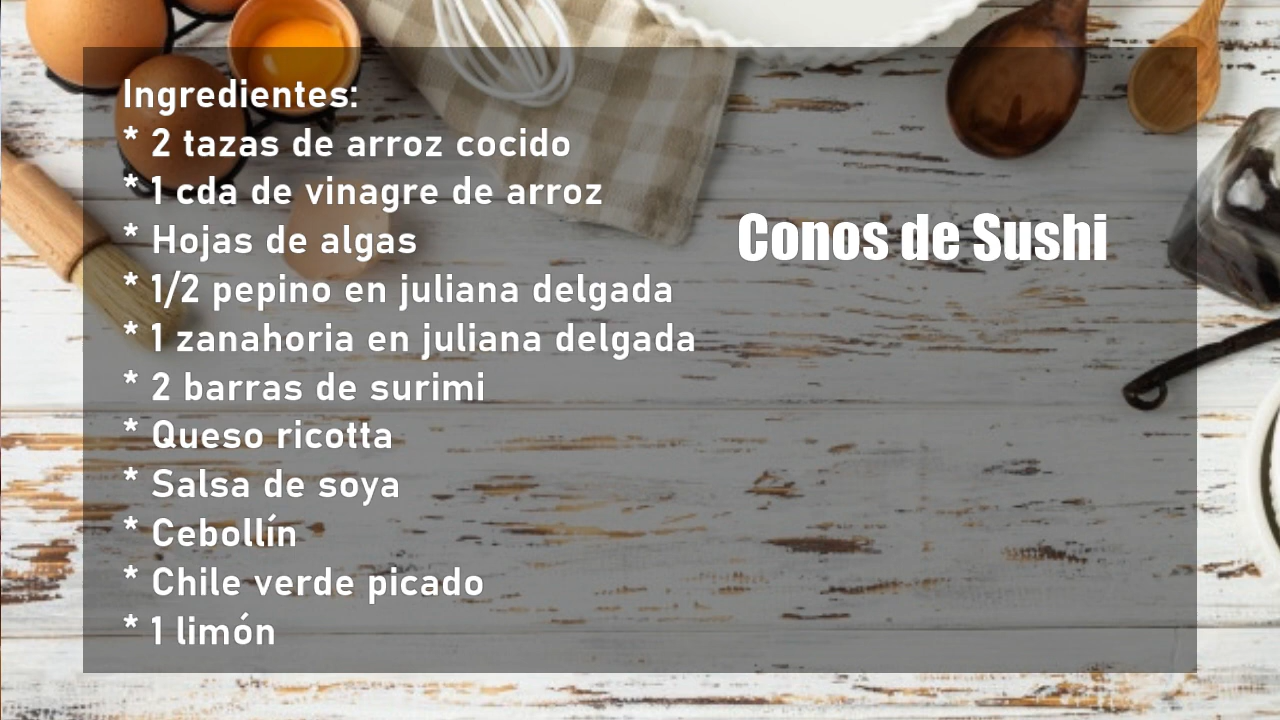 Ingredientes:
* 2 tazas de arroz cocido
* 1 cda de vinagre de arroz
* Hojas de algas
* 1/2 pepino en juliana delgada
* 1 zanahoria en juliana delgada
* 2 barras de surimi
* Queso ricotta
* Salsa de soya
* Cebollín
* Chile verde picado
* 1 limón
Conos de Sushi